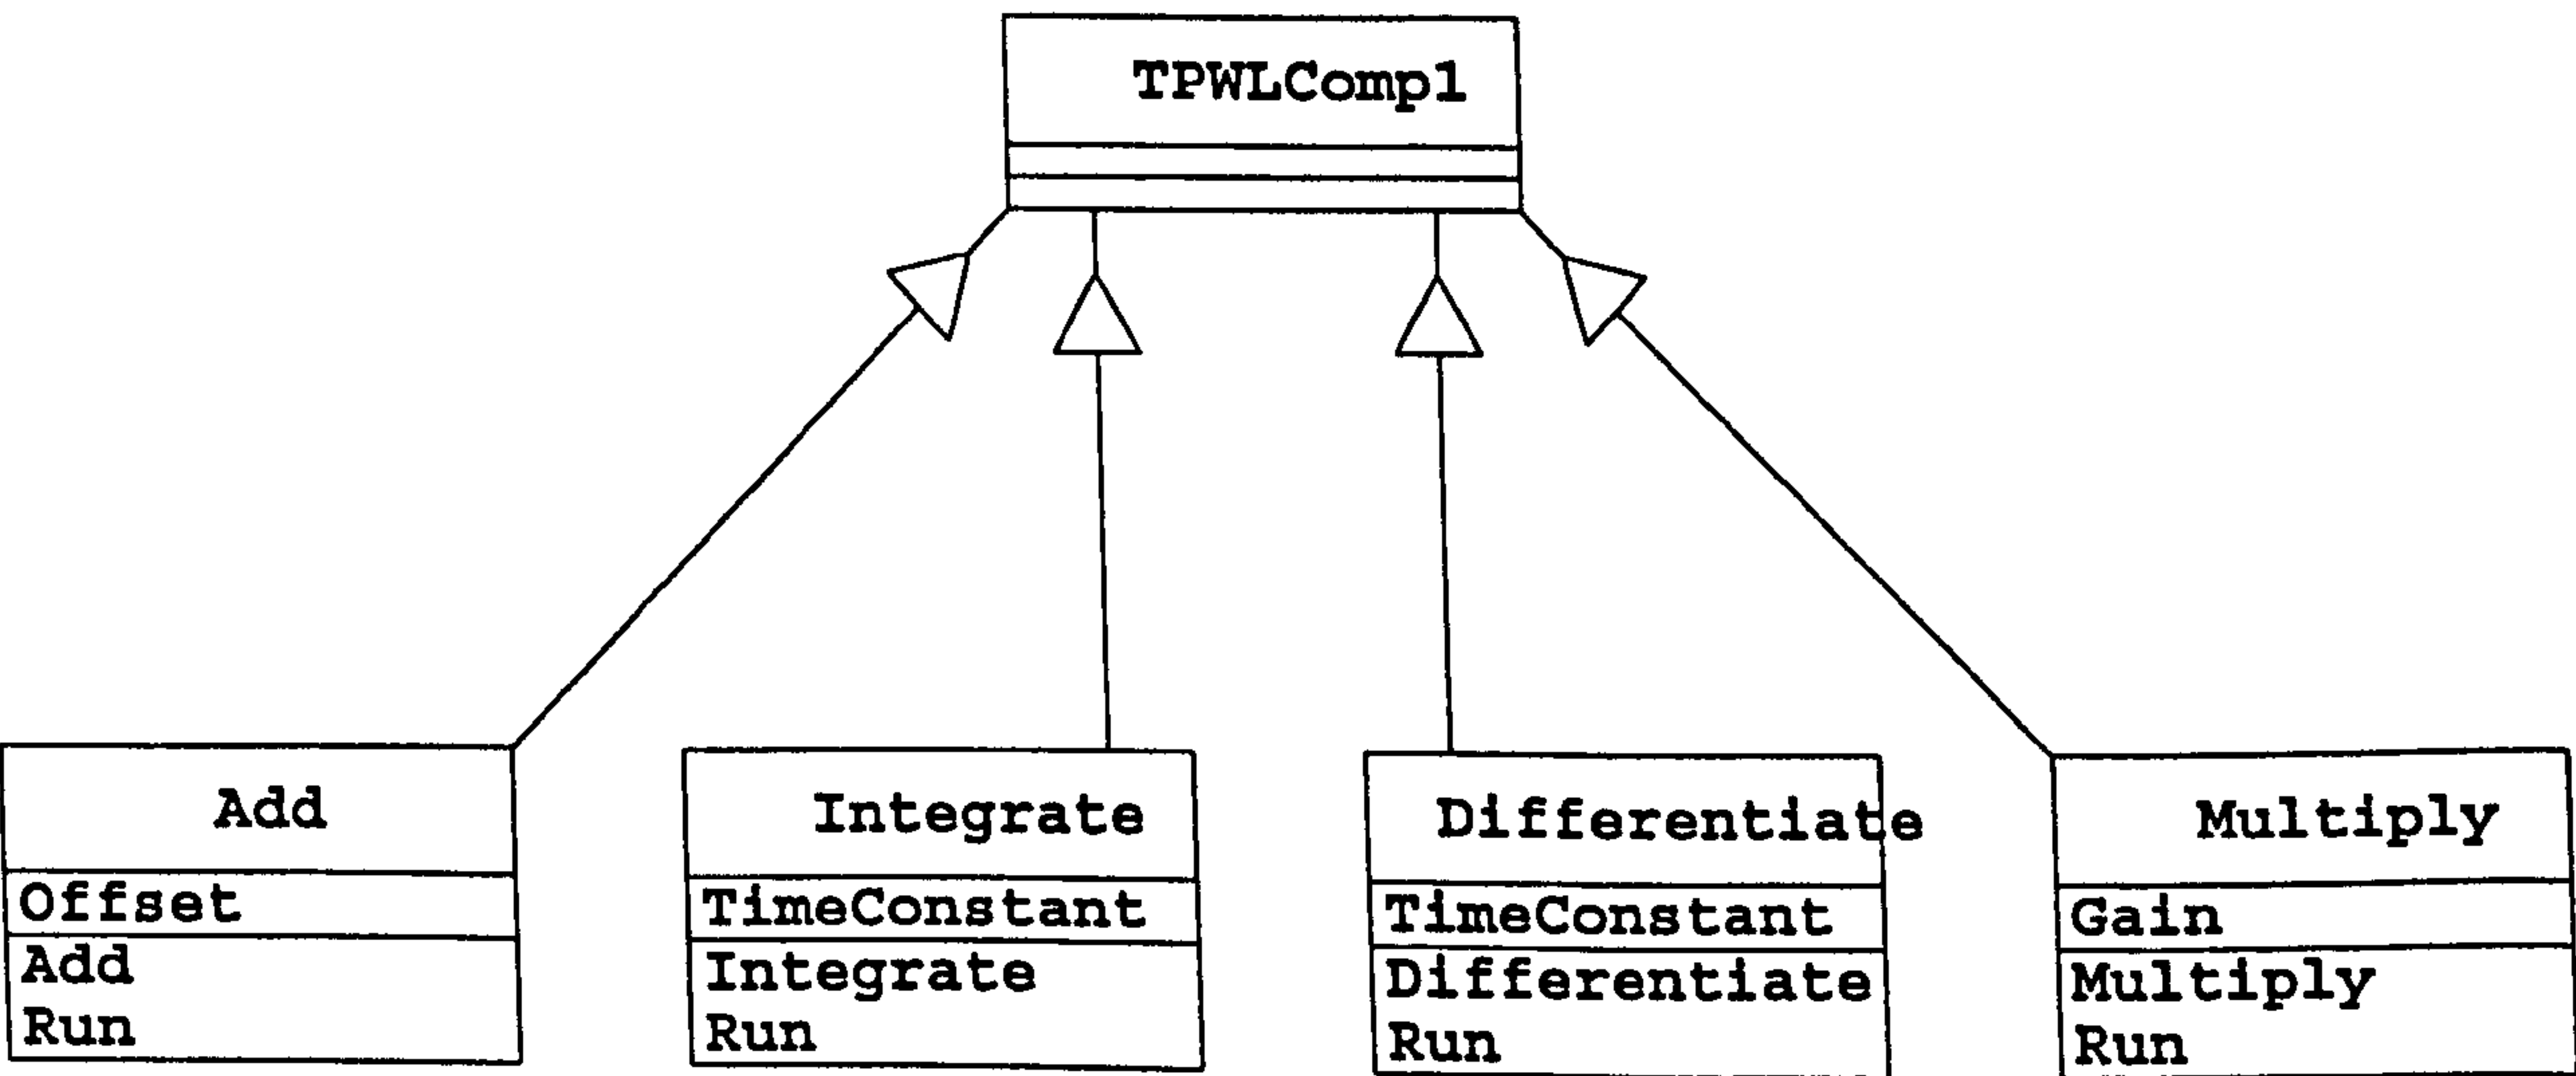 TPWLComp1
Add
Offset
Add
Run
Integrate
TimeConstant
Integrate
Run
Differentiate
TimeConstant
Differentiate
Run
Multiply
Gain
Multiply
Run